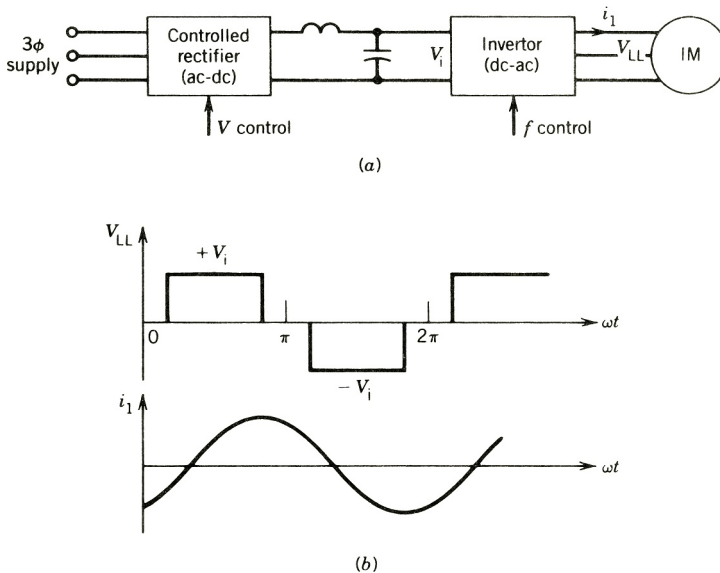 3ϕ
supply
Controlled
rectifier
(ac-dc)
V control
V_i
Invertor
(dc-ac)
f control
i_1
V_LL
IM
(a)
V_LL
+ V_i
0
π
2π
ωt
− V_i
i_1
ωt
(b)